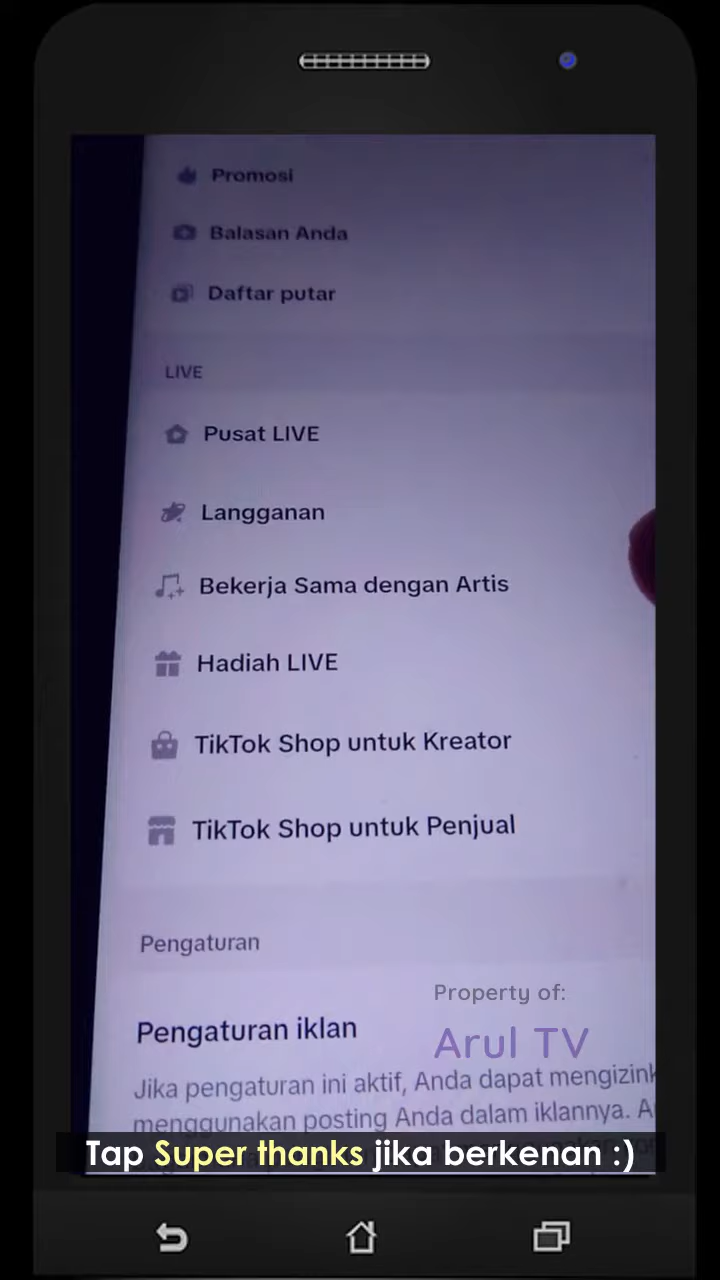 Promosi
Balasan Anda
Daftar putar
LIVE
Pusat LIVE
Langganan
Bekerja Sama dengan Artis
Hadiah LIVE
TikTok Shop untuk Kreator
TikTok Shop untuk Penjual
Pengaturan
Pengaturan iklan
Property of:
Arul TV
Jika pengaturan ini aktif, Anda dapat mengizink
menggunakan posting Anda dalam iklannya.
Tap Super thanks jika berkenan :)